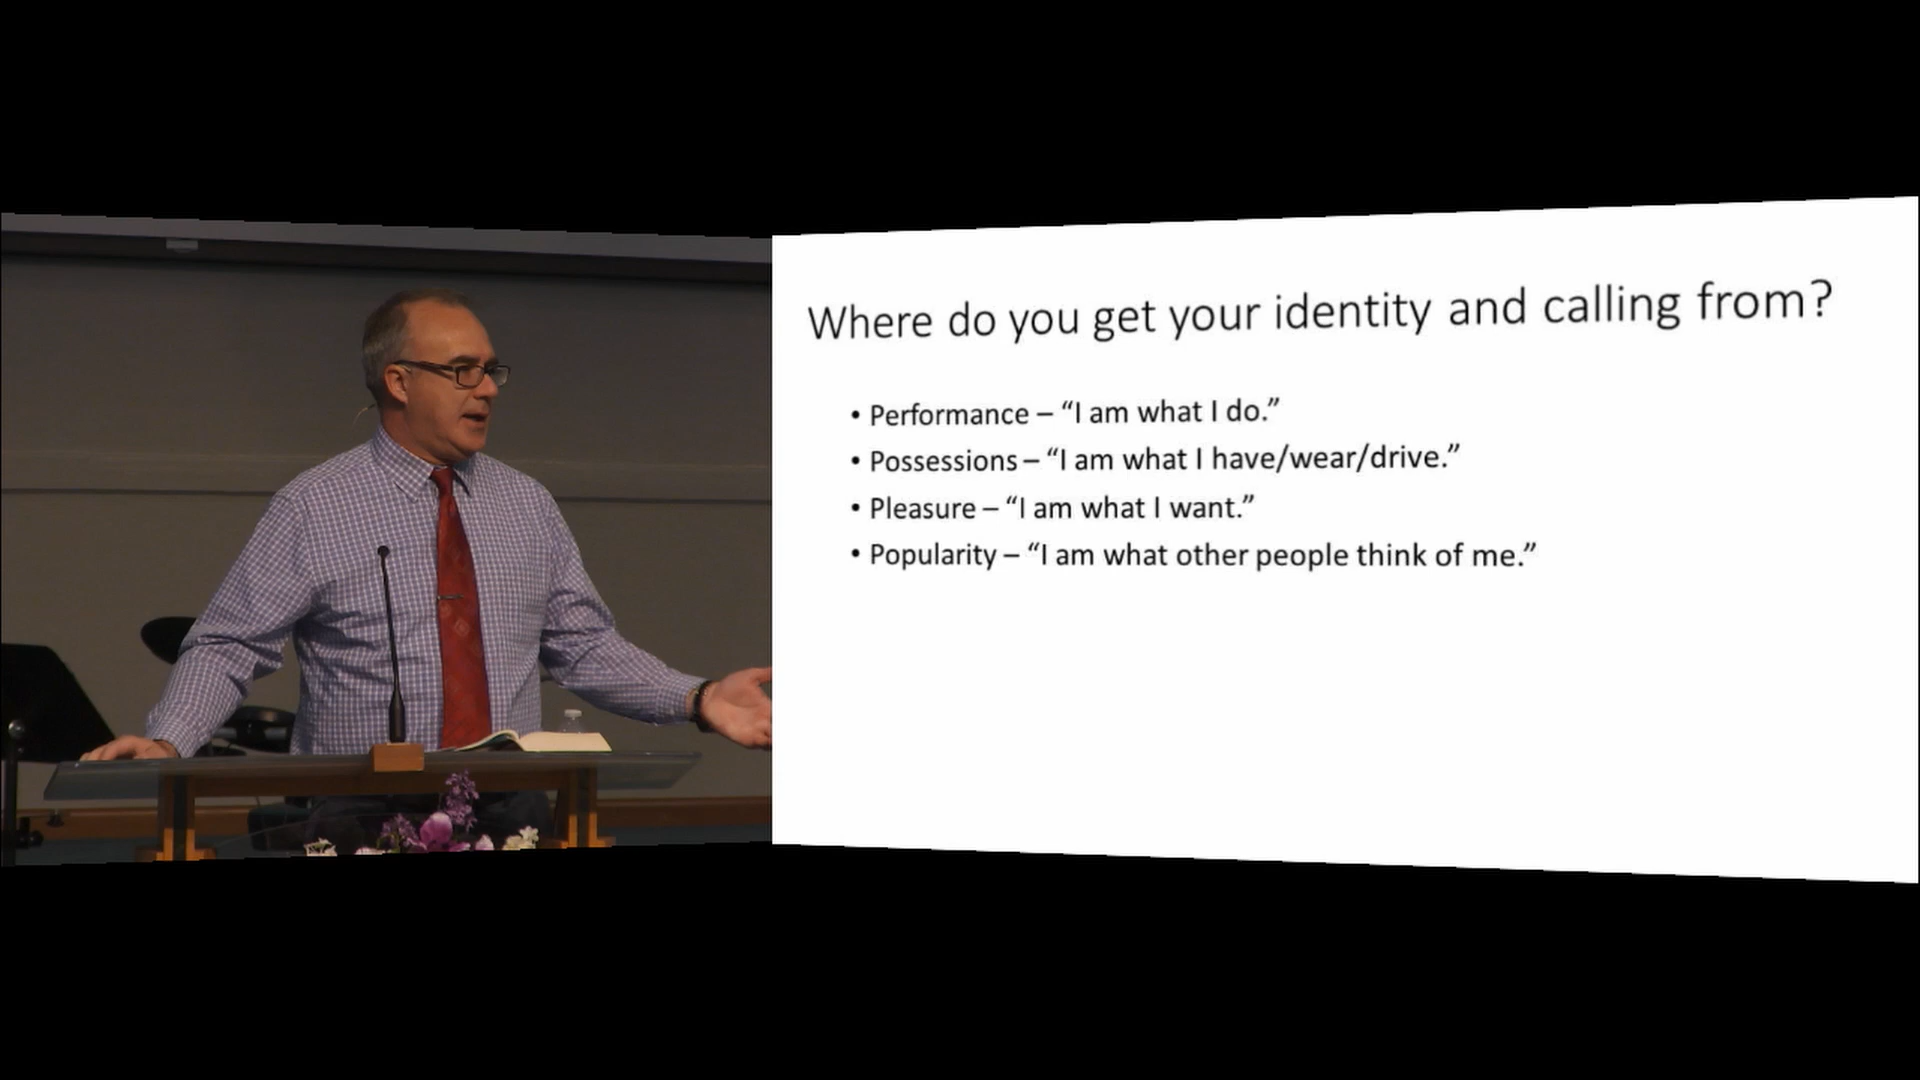 Where do you get your identity and calling from?
• Performance – “I am what I do.”
• Possessions – “I am what I have/wear/drive.”
• Pleasure – “I am what I want.”
• Popularity – “I am what other people think of me.”